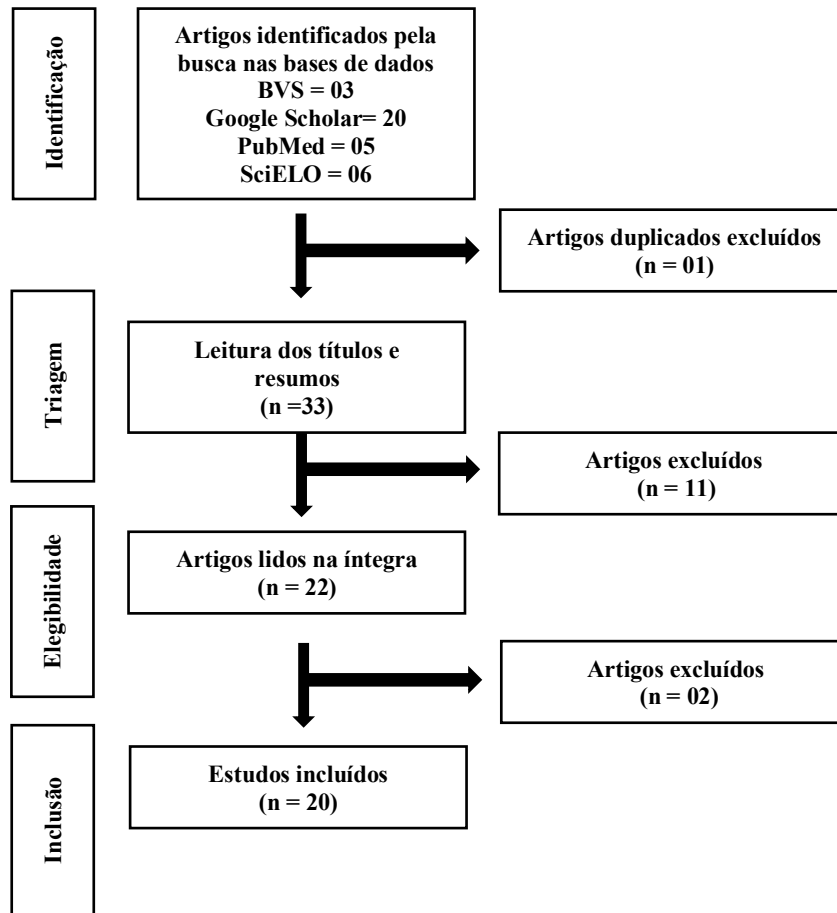 Identificação
Artigos identificados pela
busca nas bases de dados
BVS = 03
Google Scholar= 20
PubMed = 05
SciELO = 06
Artigos duplicados excluídos
(n = 01)
Triagem
Leitura dos títulos e
resumos
(n =33)
Artigos excluídos
(n = 11)
Elegibilidade
Artigos lidos na íntegra
(n = 22)
Artigos excluídos
(n = 02)
Inclusão
Estudos incluídos
(n = 20)